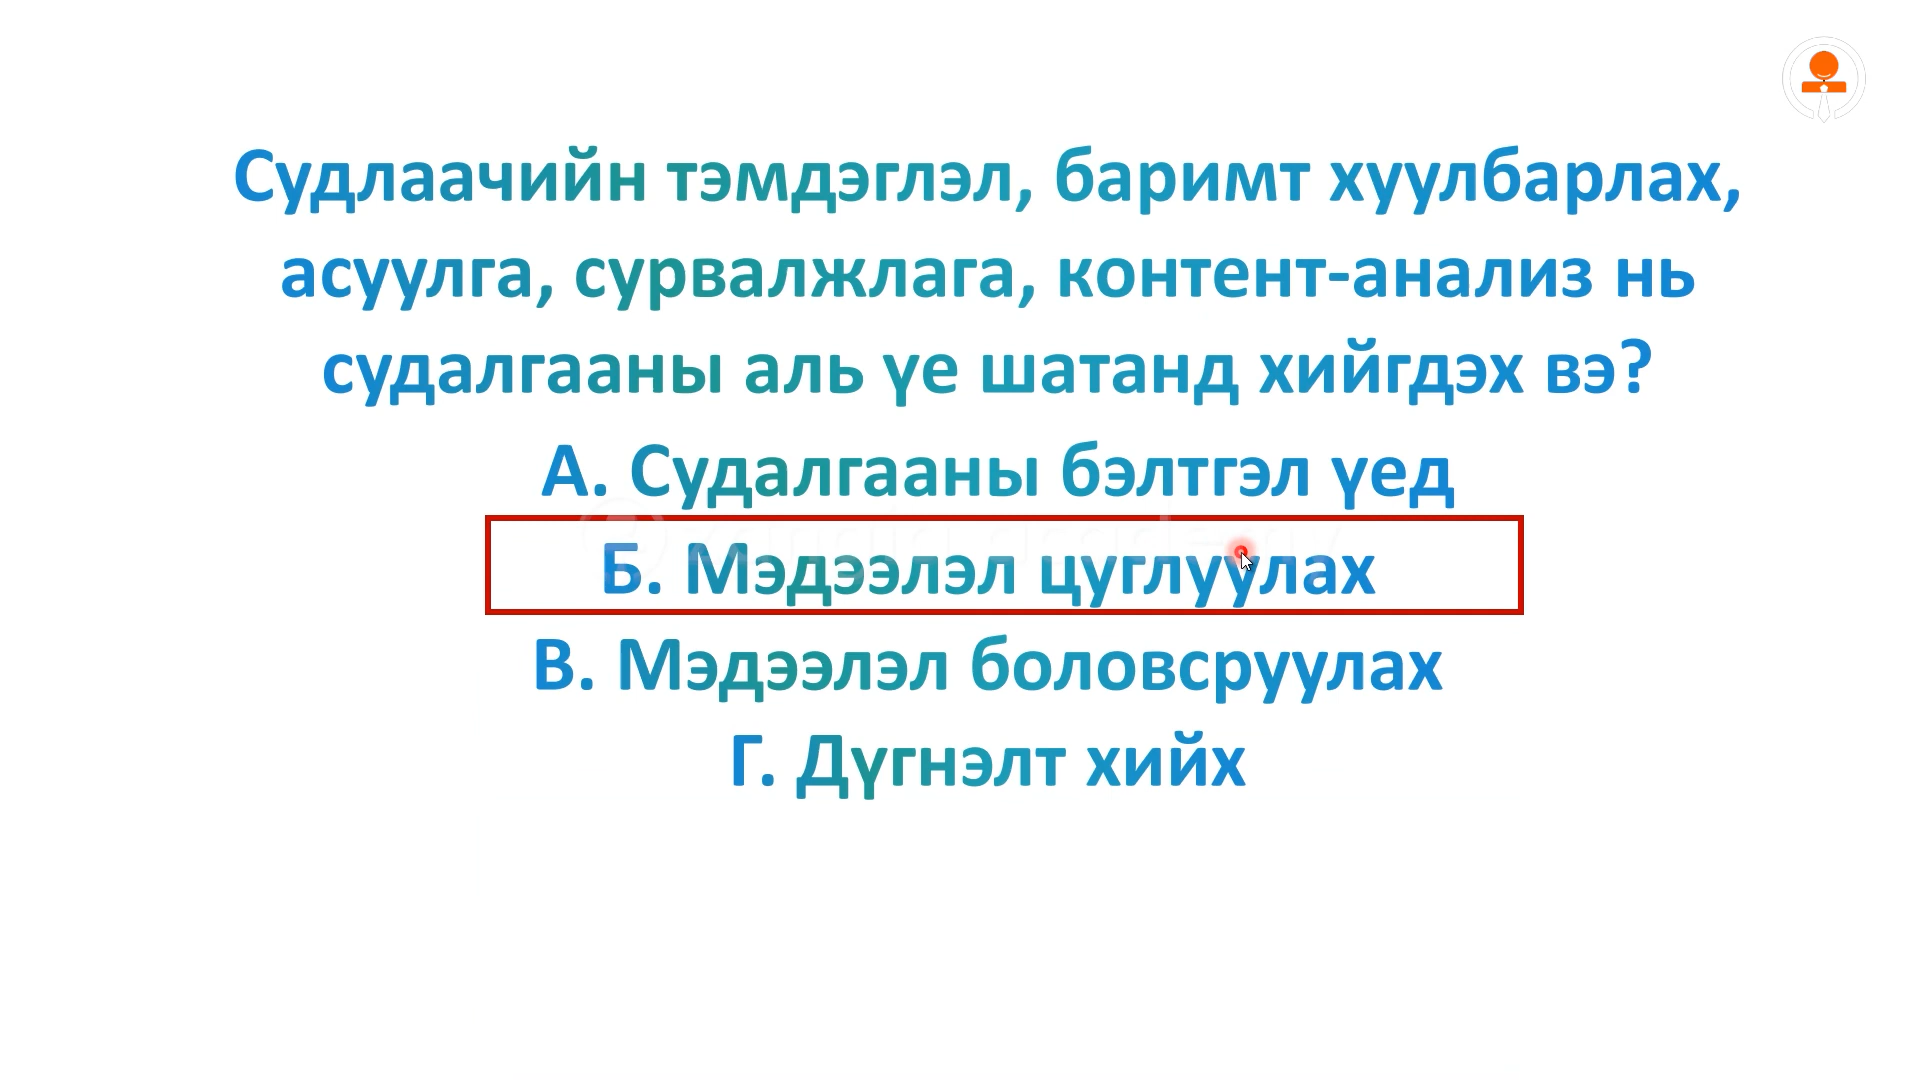 Судлаачийн тэмдэглэл, баримт хуулбарлах,
асуулга, сурвалжлага, контент-анализ нь
судалгааны аль үе шатанд хийгдэх вэ?
А. Судалгааны бэлтгэл үед
Б. Мэдээлэл цуглуулах
В. Мэдээлэл боловсруулах
Г. Дүгнэлт хийх